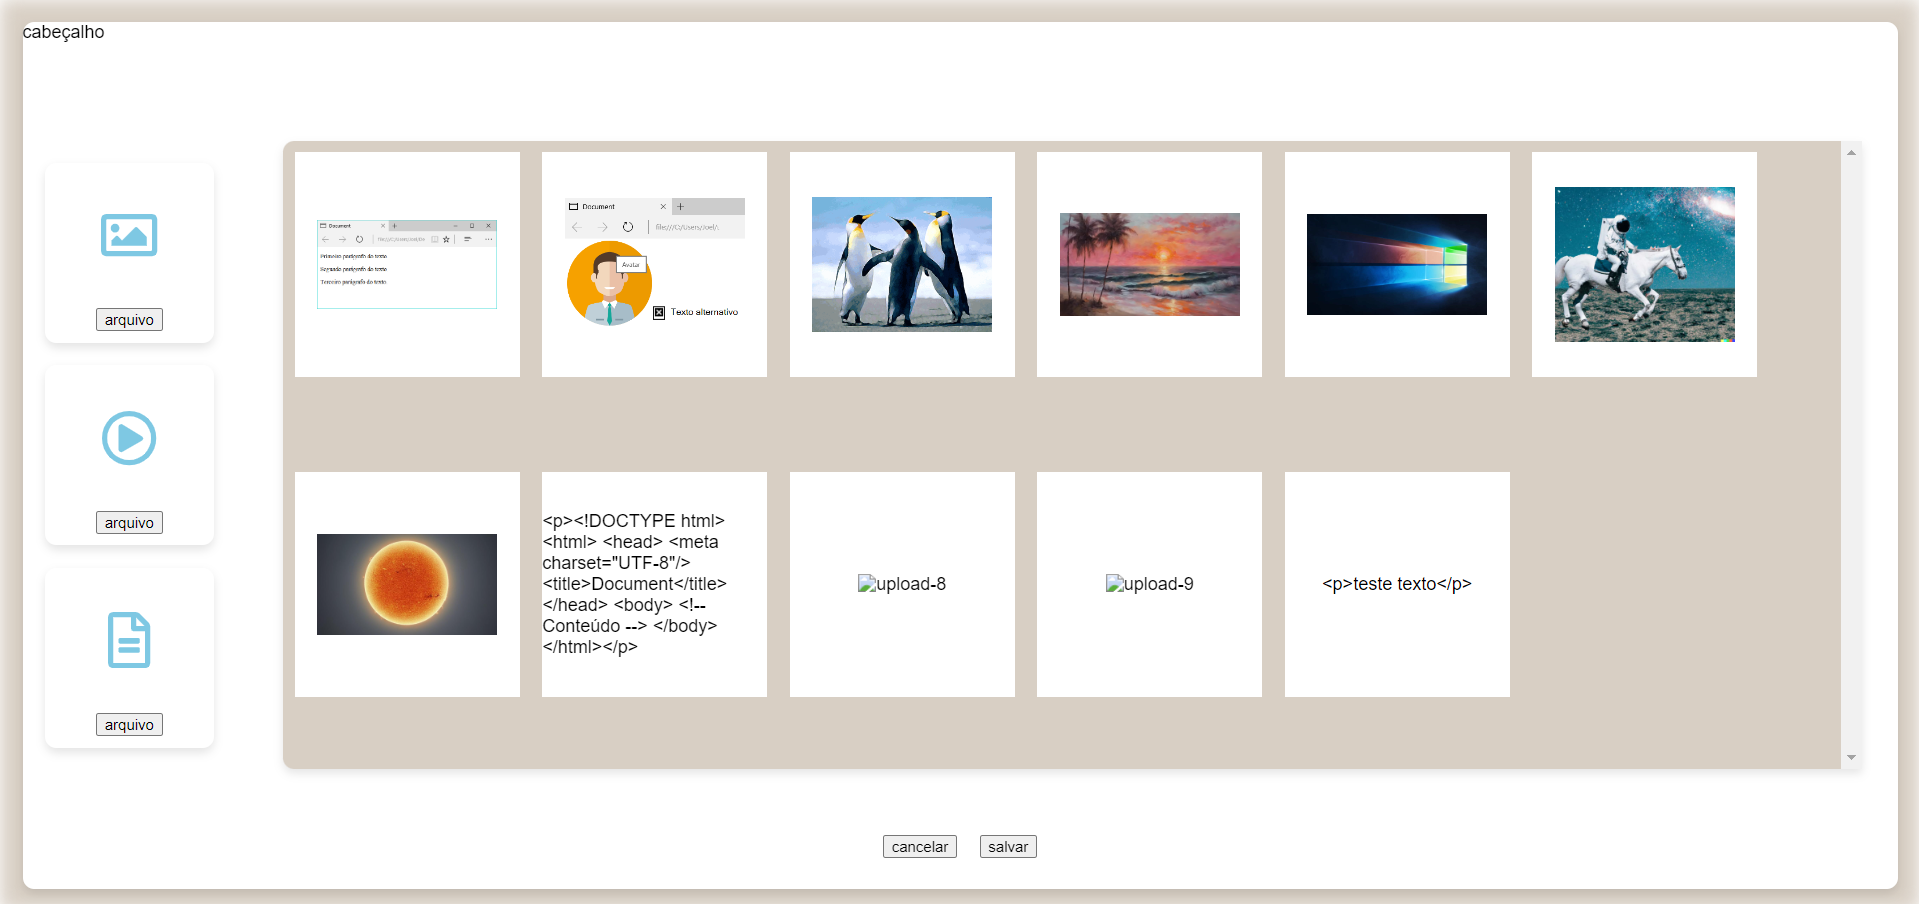 cabeçalho
arquivo
arquivo
arquivo
Document
Primeiro parágrafo do texto
Segundo parágrafo do texto
Terceiro parágrafo do texto
Document
file:///C:/Users/Joel/\
Avatar
Texto alternativo
<p><!DOCTYPE html>
<html> <head> <meta
charset="UTF-8"/>
<title>Document</title>
</head> <body> <!--
Conteúdo --> </body>
</html></p>
upload-8
upload-9
<p>teste texto</p>
cancelar
salvar